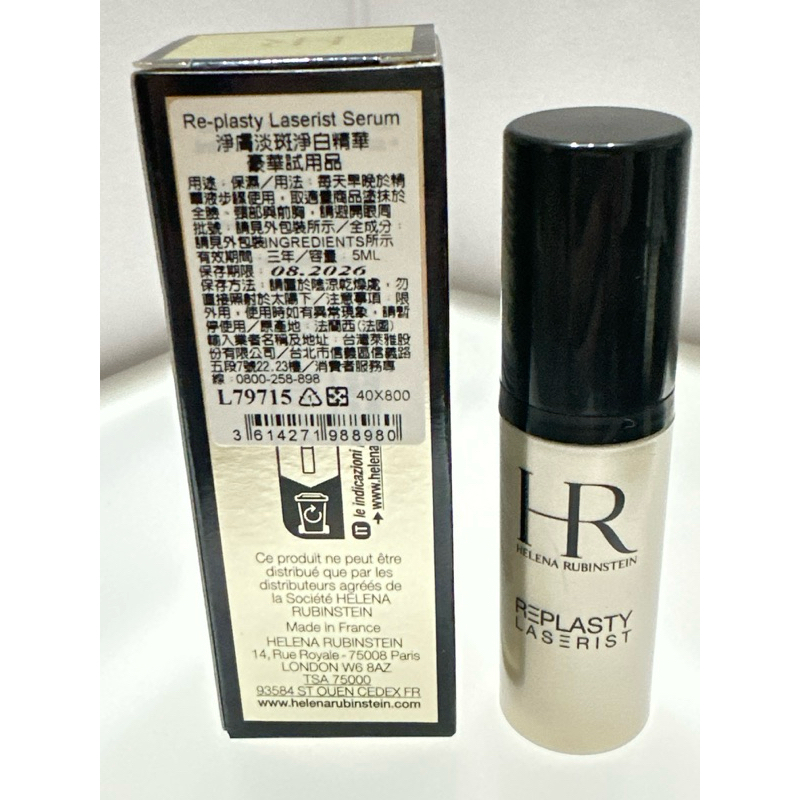 Re-plasty Laserist Serum
淨膚淡斑淨白精華
豪華試用品
用途：保濕／用法：每天早晚於精
華液步驟使用，取適量商品塗抹於
全臉、頸部與前胸，請避開眼周
批號：請見外包裝所示／全成分：
請見外包裝INGREDIENTS所示
有效期間：三年／容量：5ML
保存期限：08.2026
保存方法：請置於陰涼乾燥處，勿
直接照射於太陽下／注意事項：限
外用，使用時如有異常現象，請暫
停使用／原產地：法蘭西(法國)
輸入業者名稱及地址：台灣萊雅股
份有限公司／台北市信義區信義路
五段7號22.23樓／消費者服務專
線：0800-258-898
L79715 40X800
3 614271 988980
IT le indicazioni
www.helena
Ce produit ne peut être
distribué que par les
distributeurs agréés de
la Société HELENA
RUBINSTEIN
Made in France
HELENA RUBINSTEIN
14, Rue Royale - 75008 Paris
LONDON W6 8AZ
TSA 75000
93584 ST OUEN CEDEX FR
www.helenarubinstein.com
HR
HELENA RUBINSTEIN
REPLASTY
LASERIST